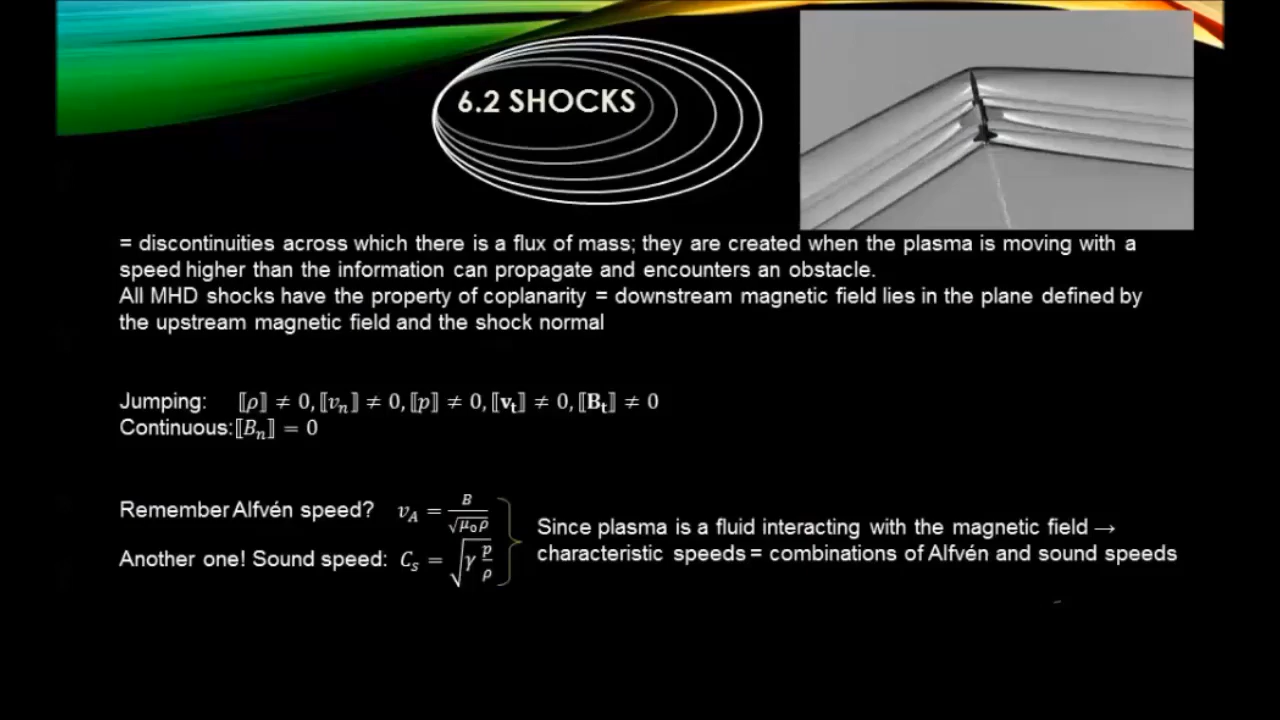 6.2 SHOCKS
= discontinuities across which there is a flux of mass; they are created when the plasma is moving with a
speed higher than the information can propagate and encounters an obstacle.
All MHD shocks have the property of coplanarity = downstream magnetic field lies in the plane defined by
the upstream magnetic field and the shock normal
Jumping: ⟦ρ⟧ ≠ 0, ⟦vₙ⟧ ≠ 0, ⟦p⟧ ≠ 0, ⟦𝐯ₜ⟧ ≠ 0, ⟦𝐁ₜ⟧ ≠ 0
Continuous: ⟦Bₙ⟧ = 0
Remember Alfvén speed? v_A = B/√(μ₀ρ)
Another one! Sound speed: C_s = √(γ p/ρ)
Since plasma is a fluid interacting with the magnetic field →
characteristic speeds = combinations of Alfvén and sound speeds